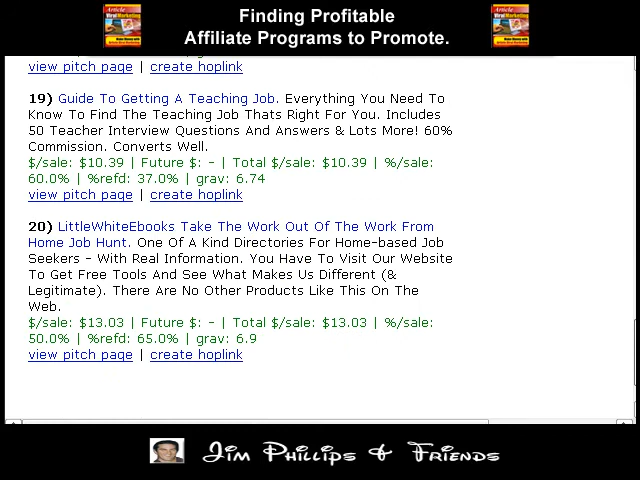 Finding Profitable
Affiliate Programs to Promote.
view pitch page | create hoplink
19) Guide To Getting A Teaching Job. Everything You Need To
Know To Find The Teaching Job Thats Right For You. Includes
50 Teacher Interview Questions And Answers & Lots More! 60%
Commission. Converts Well.
$/sale: $10.39 | Future $: - | Total $/sale: $10.39 | %/sale:
60.0% | %refd: 37.0% | grav: 6.74
view pitch page | create hoplink
20) LittleWhiteEbooks Take The Work Out Of The Work From
Home Job Hunt. One Of A Kind Directories For Home-based Job
Seekers - With Real Information. You Have To Visit Our Website
To Get Free Tools And See What Makes Us Different (&
Legitimate). There Are No Other Products Like This On The
Web.
$/sale: $13.03 | Future $: - | Total $/sale: $13.03 | %/sale:
50.0% | %refd: 65.0% | grav: 6.9
view pitch page | create hoplink
Jim Phillips & Friends